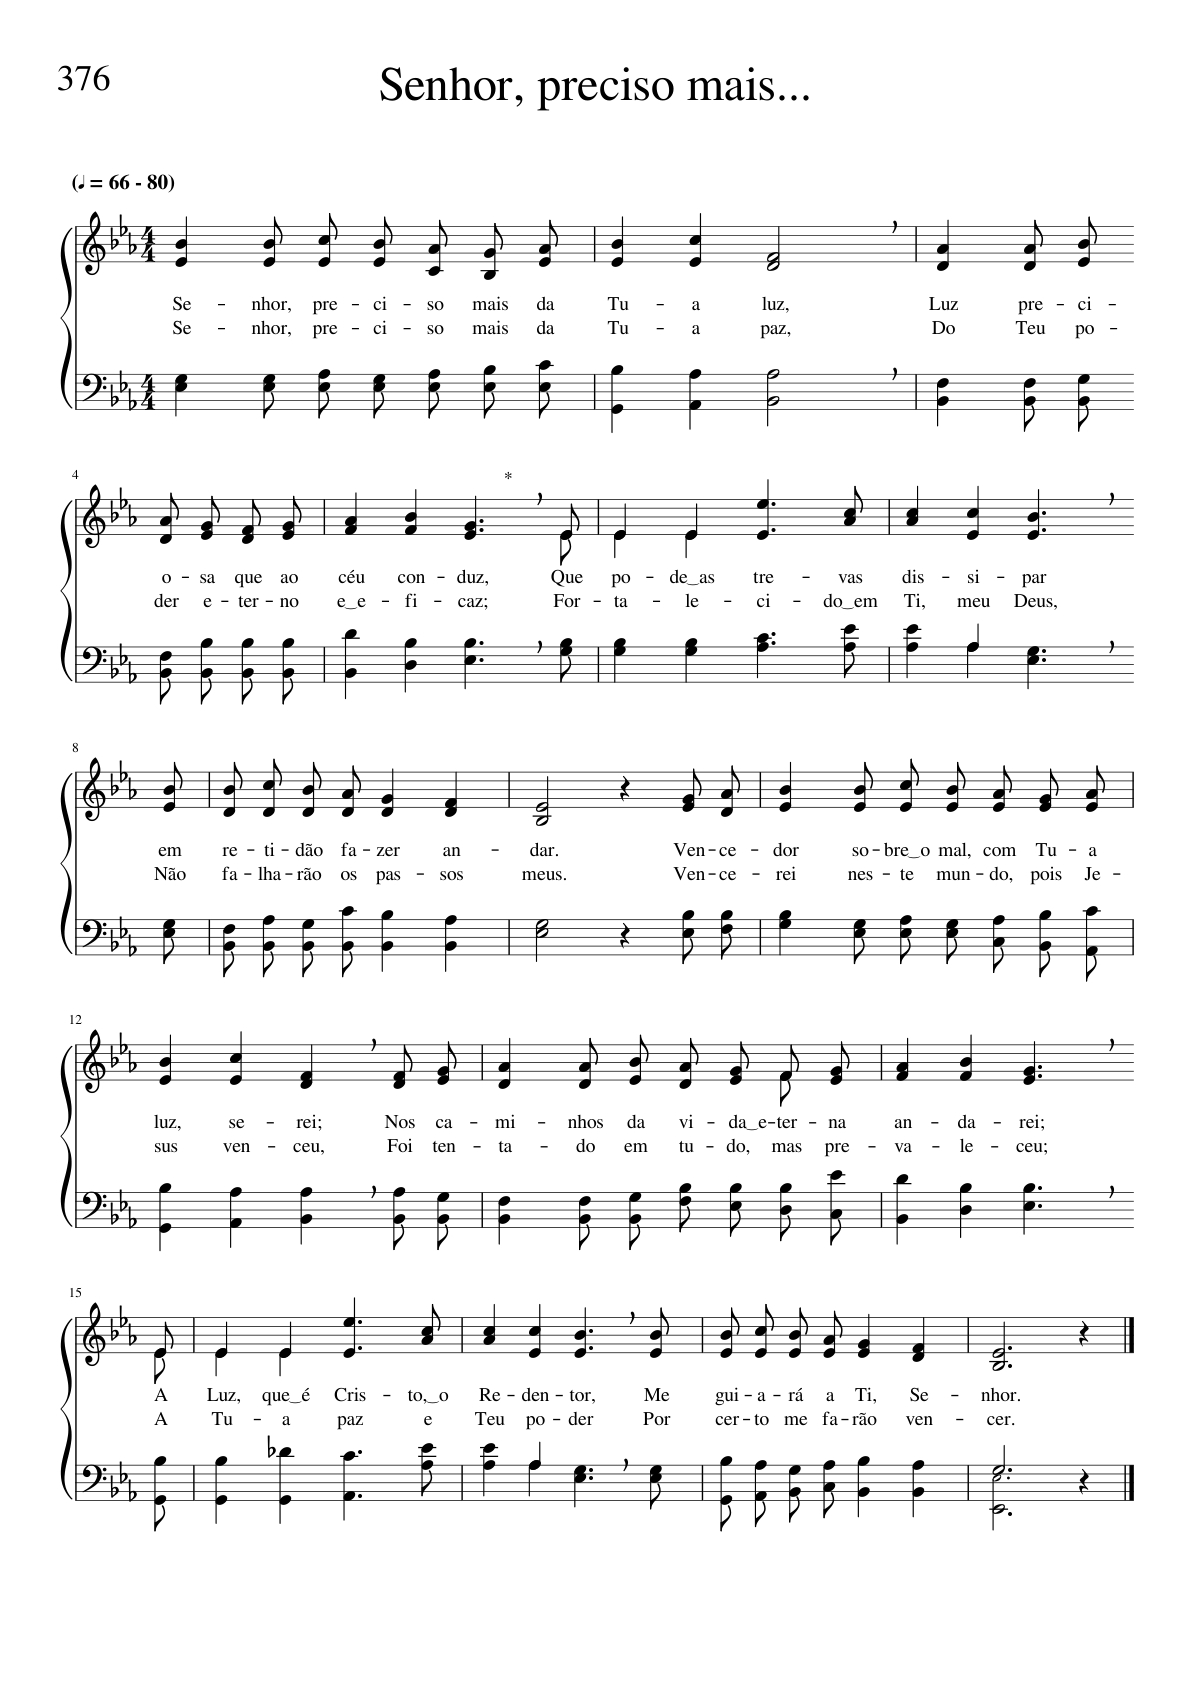 376
Senhor, preciso mais...
(♩ = 66 - 80)
Se - nhor, pre - ci - so mais da Tu - a luz, Luz pre - ci -
Se - nhor, pre - ci - so mais da Tu - a paz, Do Teu po -
4
*
o - sa que ao céu con - duz, Que po - de‿as tre - vas dis - si - par
der e - ter - no e‿e - fi - caz; For - ta - le - ci - do‿em Ti, meu Deus,
8
em re - ti - dão fa - zer an - dar. Ven - ce - dor so - bre‿o mal, com Tu - a
Não fa - lha - rão os pas - sos meus. Ven - ce - rei nes - te mun - do, pois Je -
12
luz, se - rei; Nos ca - mi - nhos da vi - da‿e - ter - na an - da - rei;
sus ven - ceu, Foi ten - ta - do em tu - do, mas pre - va - le - ceu;
15
A Luz, que‿é Cris - to,‿o Re - den - tor, Me gui - a - rá a Ti, Se - nhor.
A Tu - a paz e Teu po - der Por cer - to me fa - rão ven - cer.